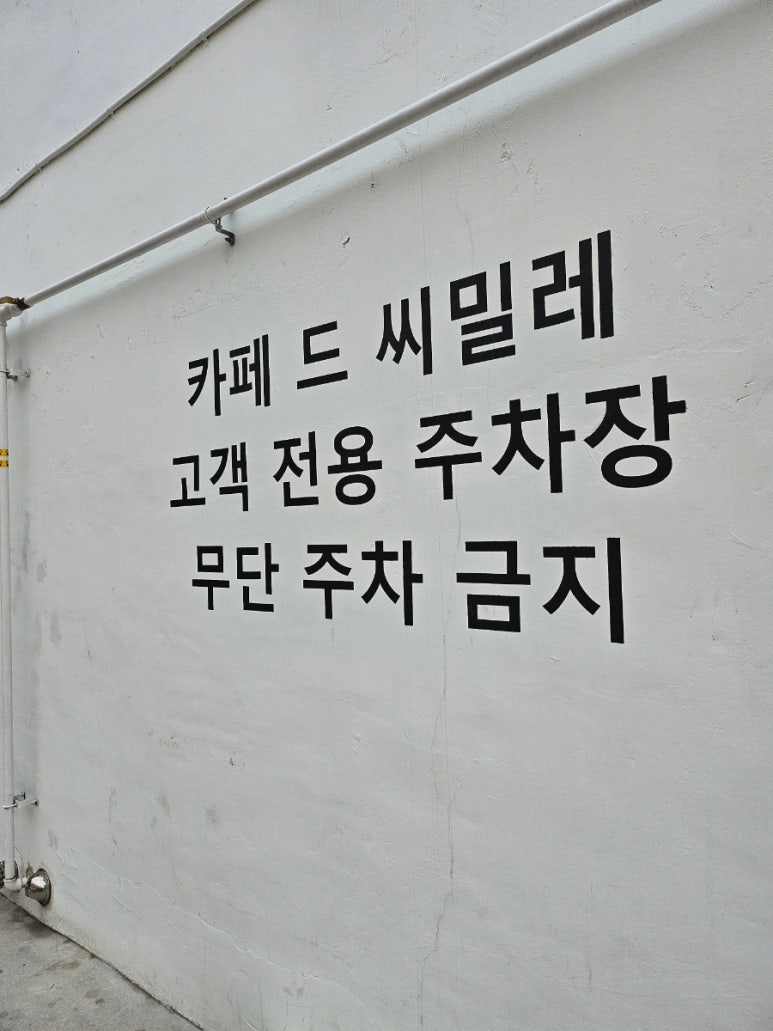 카페 드 씨밀레
고객 전용 주차장
무단 주차 금지